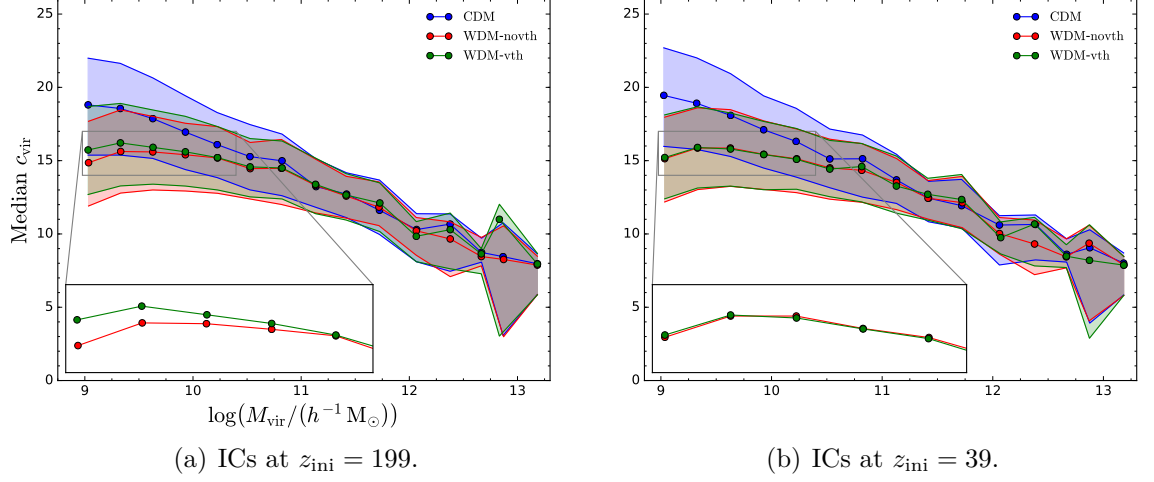 25
20
15
10
5
0
Median c_vir
9
10
11
12
13
log(M_vir/(h⁻¹ M_⊙))
CDM
WDM-novth
WDM-vth
(a) ICs at z_ini = 199.
25
20
15
10
5
0
9
10
11
12
13
CDM
WDM-novth
WDM-vth
(b) ICs at z_ini = 39.